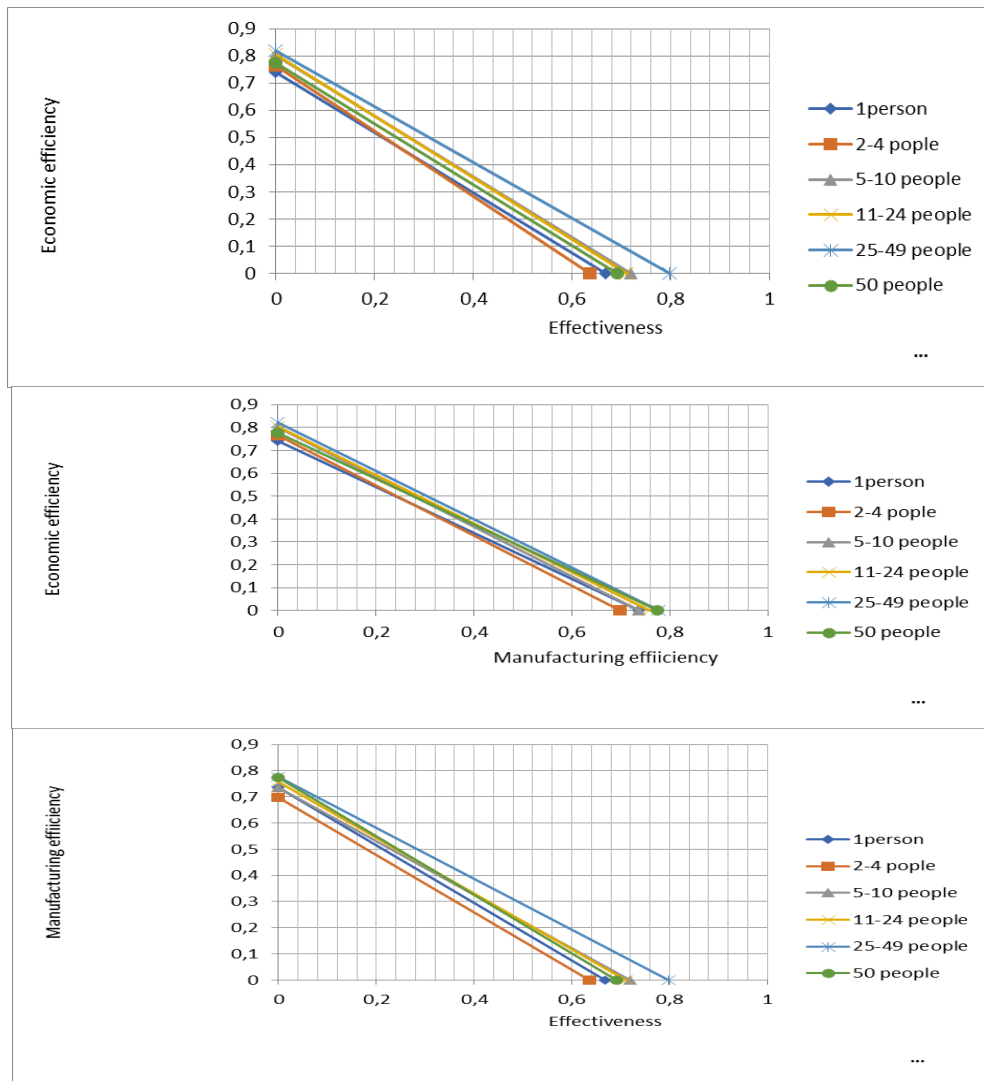 Economic efficiency
0,9
0,8
0,7
0,6
0,5
0,4
0,3
0,2
0,1
0
0 0,2 0,4 0,6 0,8 1
Effectiveness
1person
2-4 pople
5-10 people
11-24 people
25-49 people
50 people
...
Economic efficiency
0,9
0,8
0,7
0,6
0,5
0,4
0,3
0,2
0,1
0
0 0,2 0,4 0,6 0,8 1
Manufacturing effiiciency
1person
2-4 pople
5-10 people
11-24 people
25-49 people
50 people
...
Manufacturing effiiciency
0,9
0,8
0,7
0,6
0,5
0,4
0,3
0,2
0,1
0
0 0,2 0,4 0,6 0,8 1
Effectiveness
1person
2-4 pople
5-10 people
11-24 people
25-49 people
50 people
...